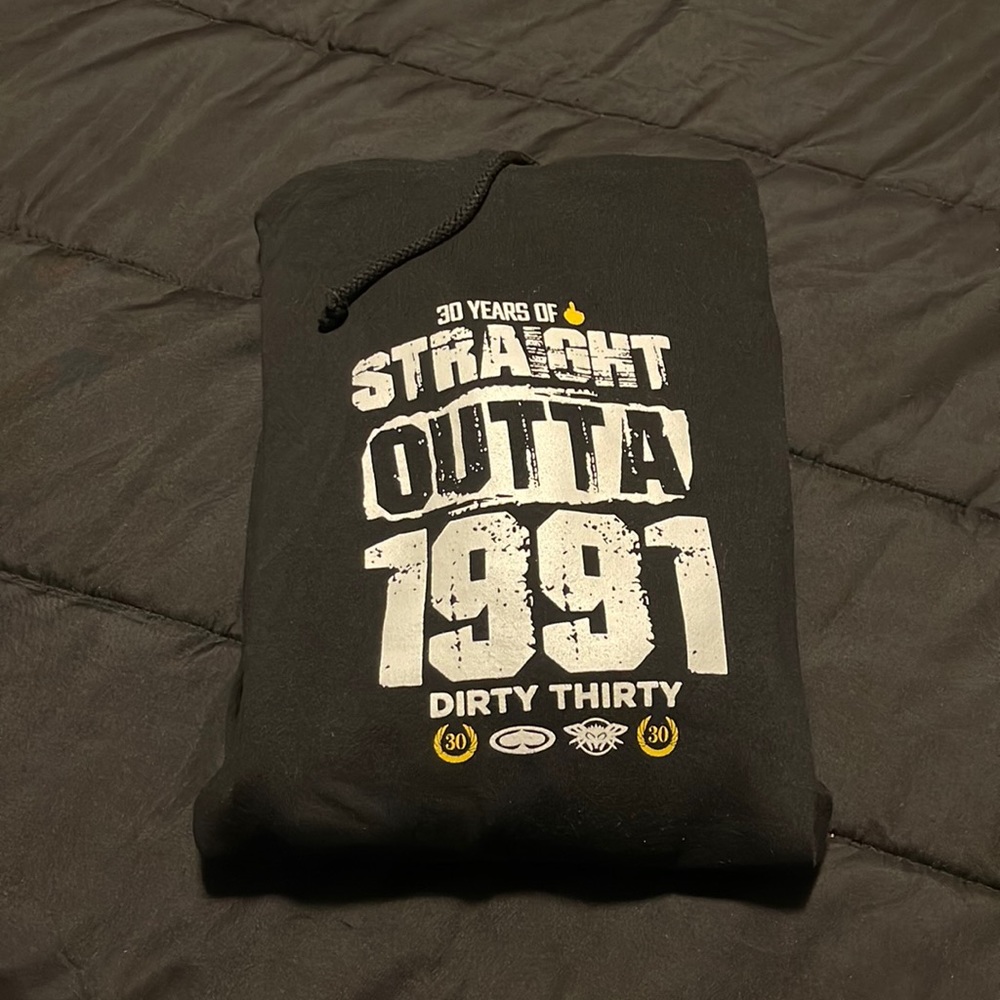 30 YEARS OF 🖕
STRAIGHT
OUTTA
1991
DIRTY THIRTY
30 30